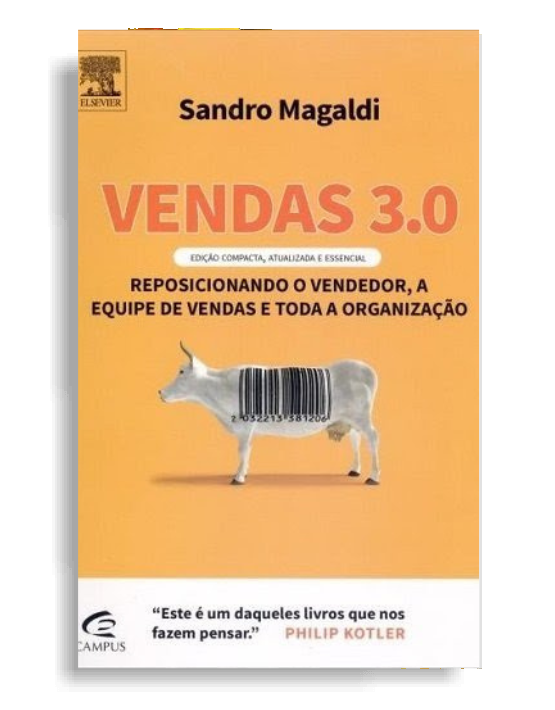 ELSEVIER
Sandro Magaldi
VENDAS 3.0
EDIÇÃO COMPACTA, ATUALIZADA E ESSENCIAL
REPOSICIONANDO O VENDEDOR, A
EQUIPE DE VENDAS E TODA A ORGANIZAÇÃO
2 032213 381206
“Este é um daqueles livros que nos
fazem pensar.” PHILIP KOTLER
CAMPUS